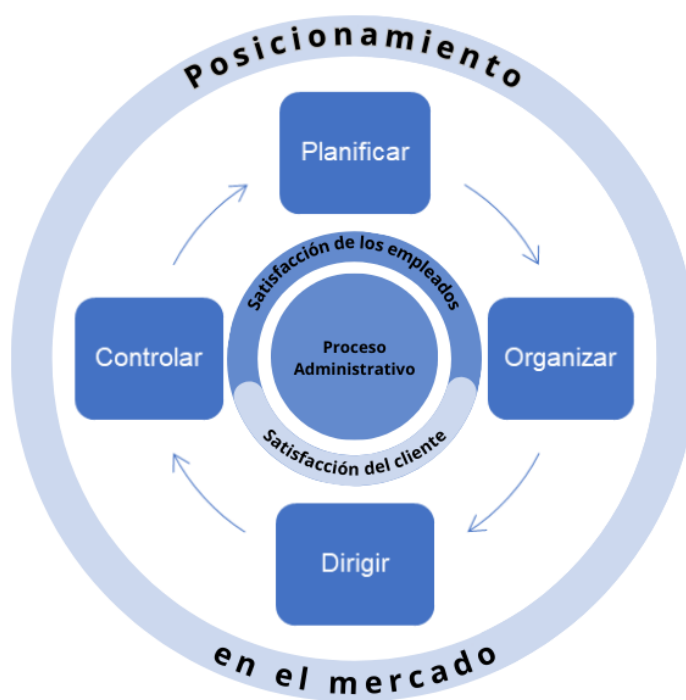 Posicionamiento
Planificar
Satisfacción de los empleados
Controlar
Proceso
Administrativo
Organizar
Satisfacción del cliente
Dirigir
en el mercado